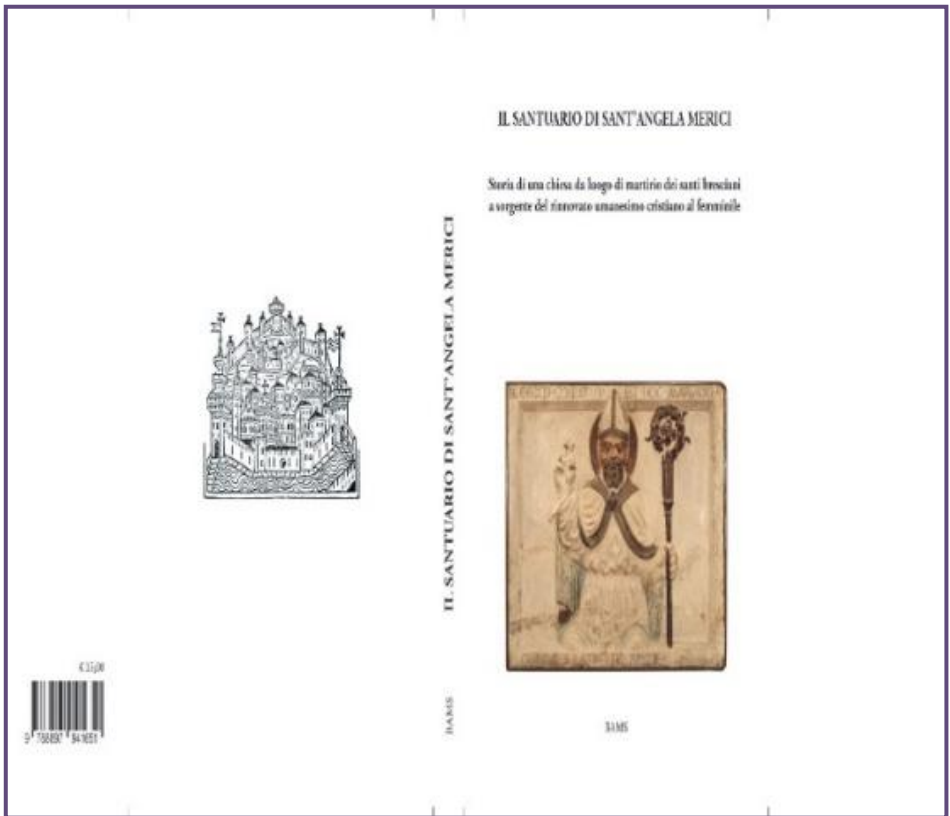 IL SANTUARIO DI SANT'ANGELA MERICI
Storia di una chiesa da luogo di martirio dei santi bresciani
a sorgente del rinnovato umanesimo cristiano al femminile
BAMS
IL SANTUARIO DI SANT'ANGELA MERICI
BAMS